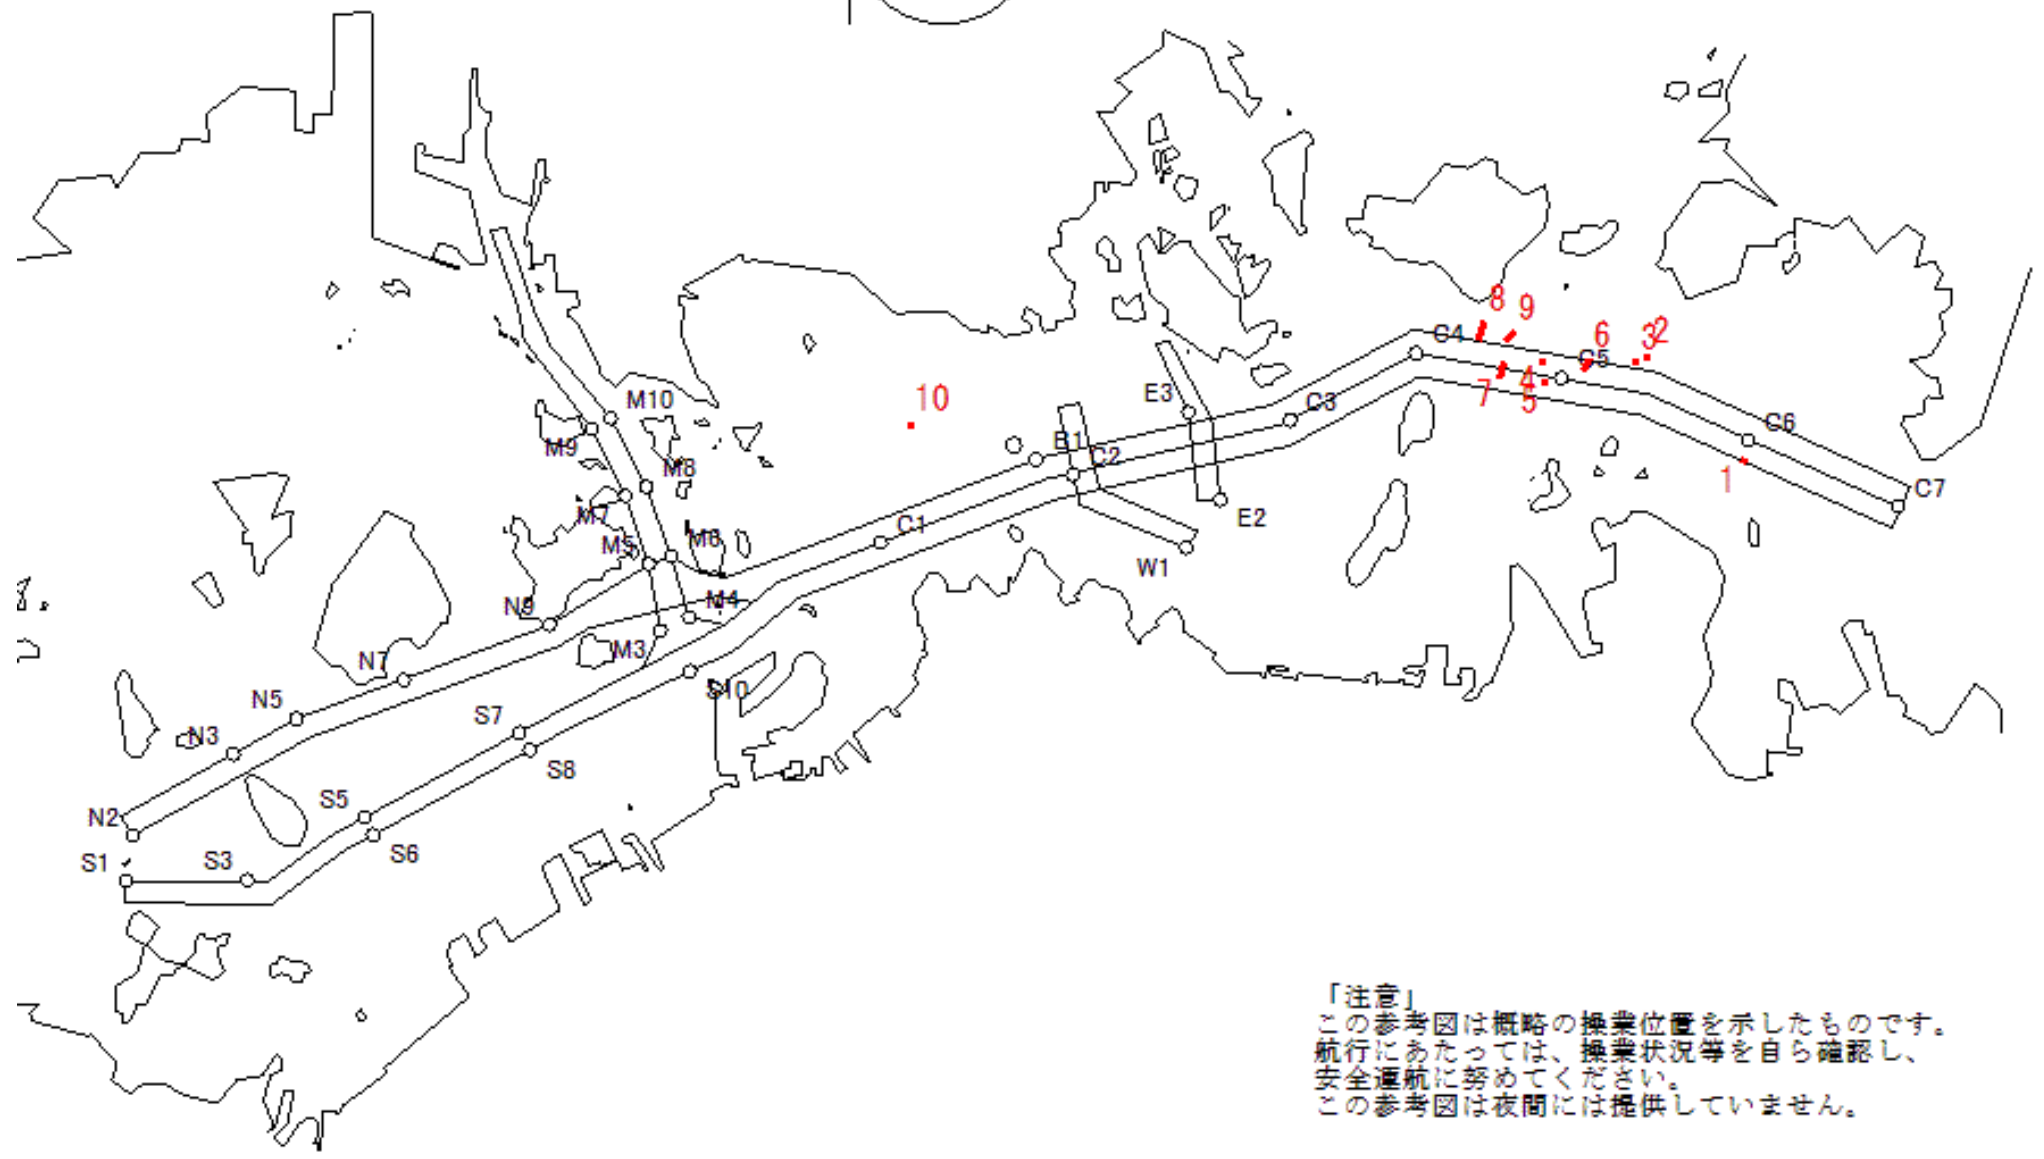 8
9
C4
6
3
2
C5
4
7
5
10
M10
E3
C3
M9
B1
C6
M8
C2
1
C7
M7
E2
C1
M5
M6
W1
N9
M4
M3
N7
S10
N5
S7
N3
S8
S5
N2
S6
S1
S3
「注意」
この参考図は概略の操業位置を示したものです。
航行にあたっては、操業状況等を自ら確認し、
安全運航に努めてください。
この参考図は夜間には提供していません。